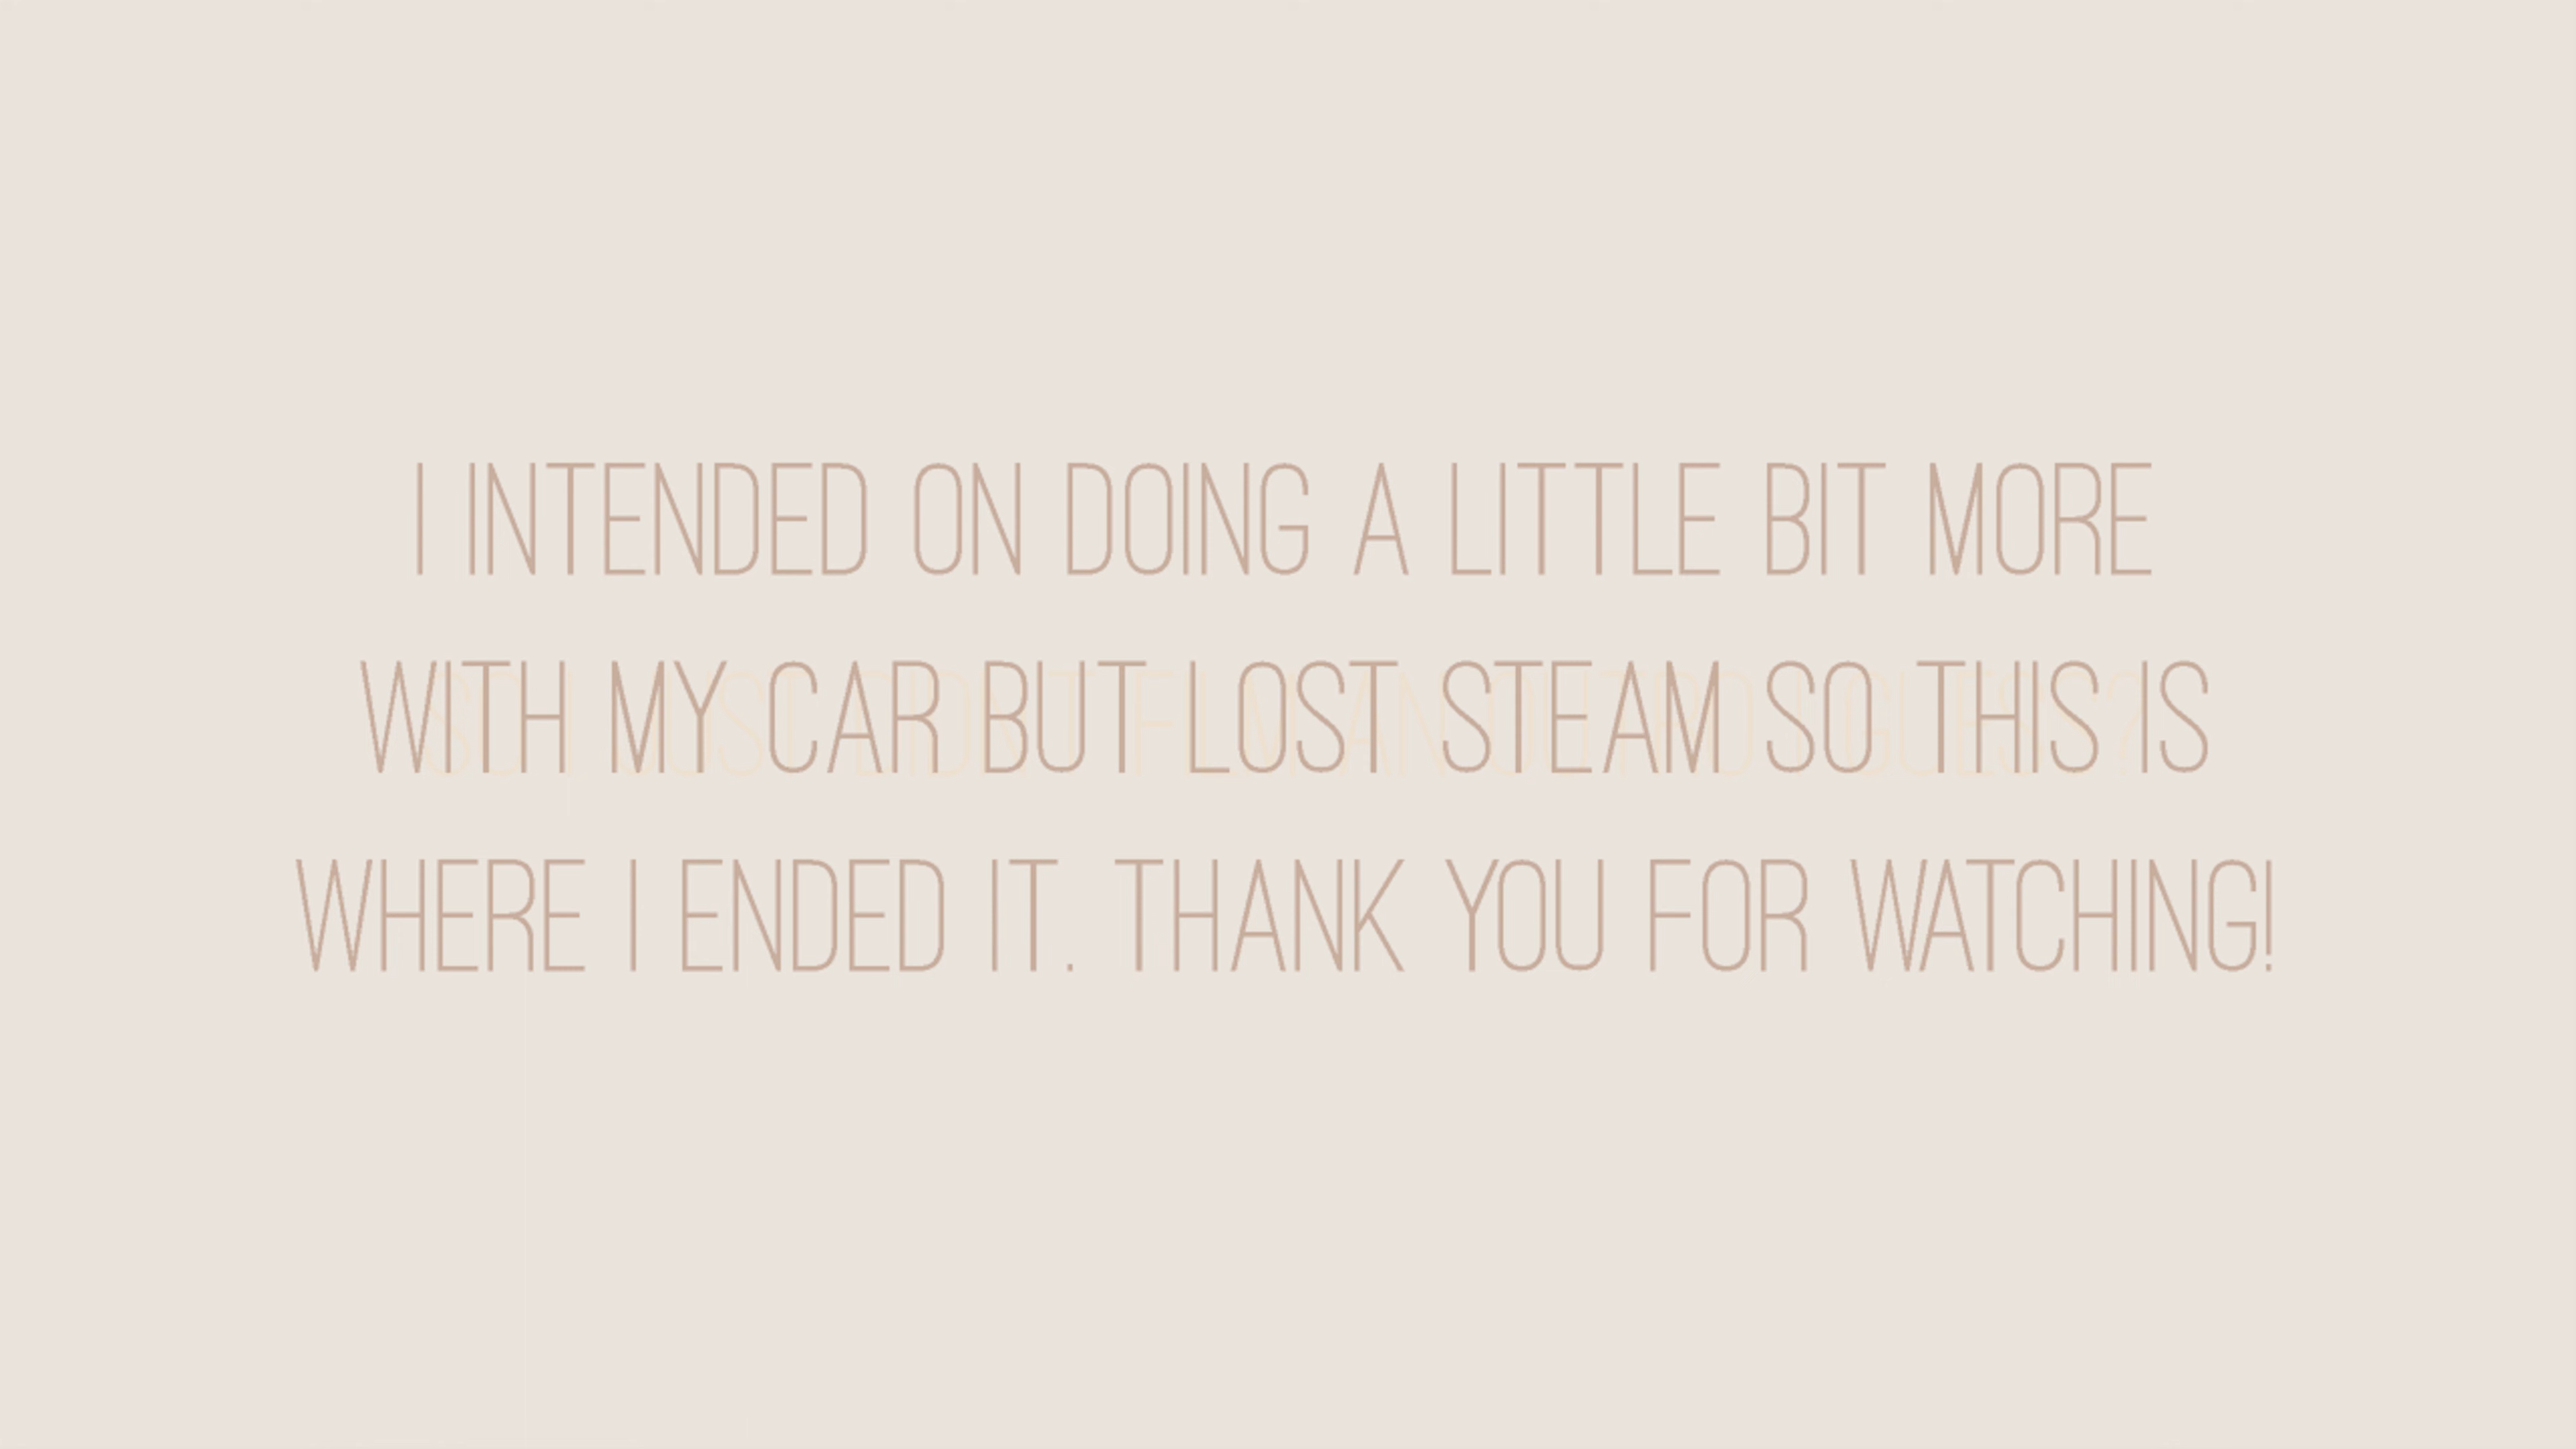 I INTENDED ON DOING A LITTLE BIT MORE
WITH MY CAR BUT LOST STEAM SO THIS IS
WHERE I ENDED IT. THANK YOU FOR WATCHING!